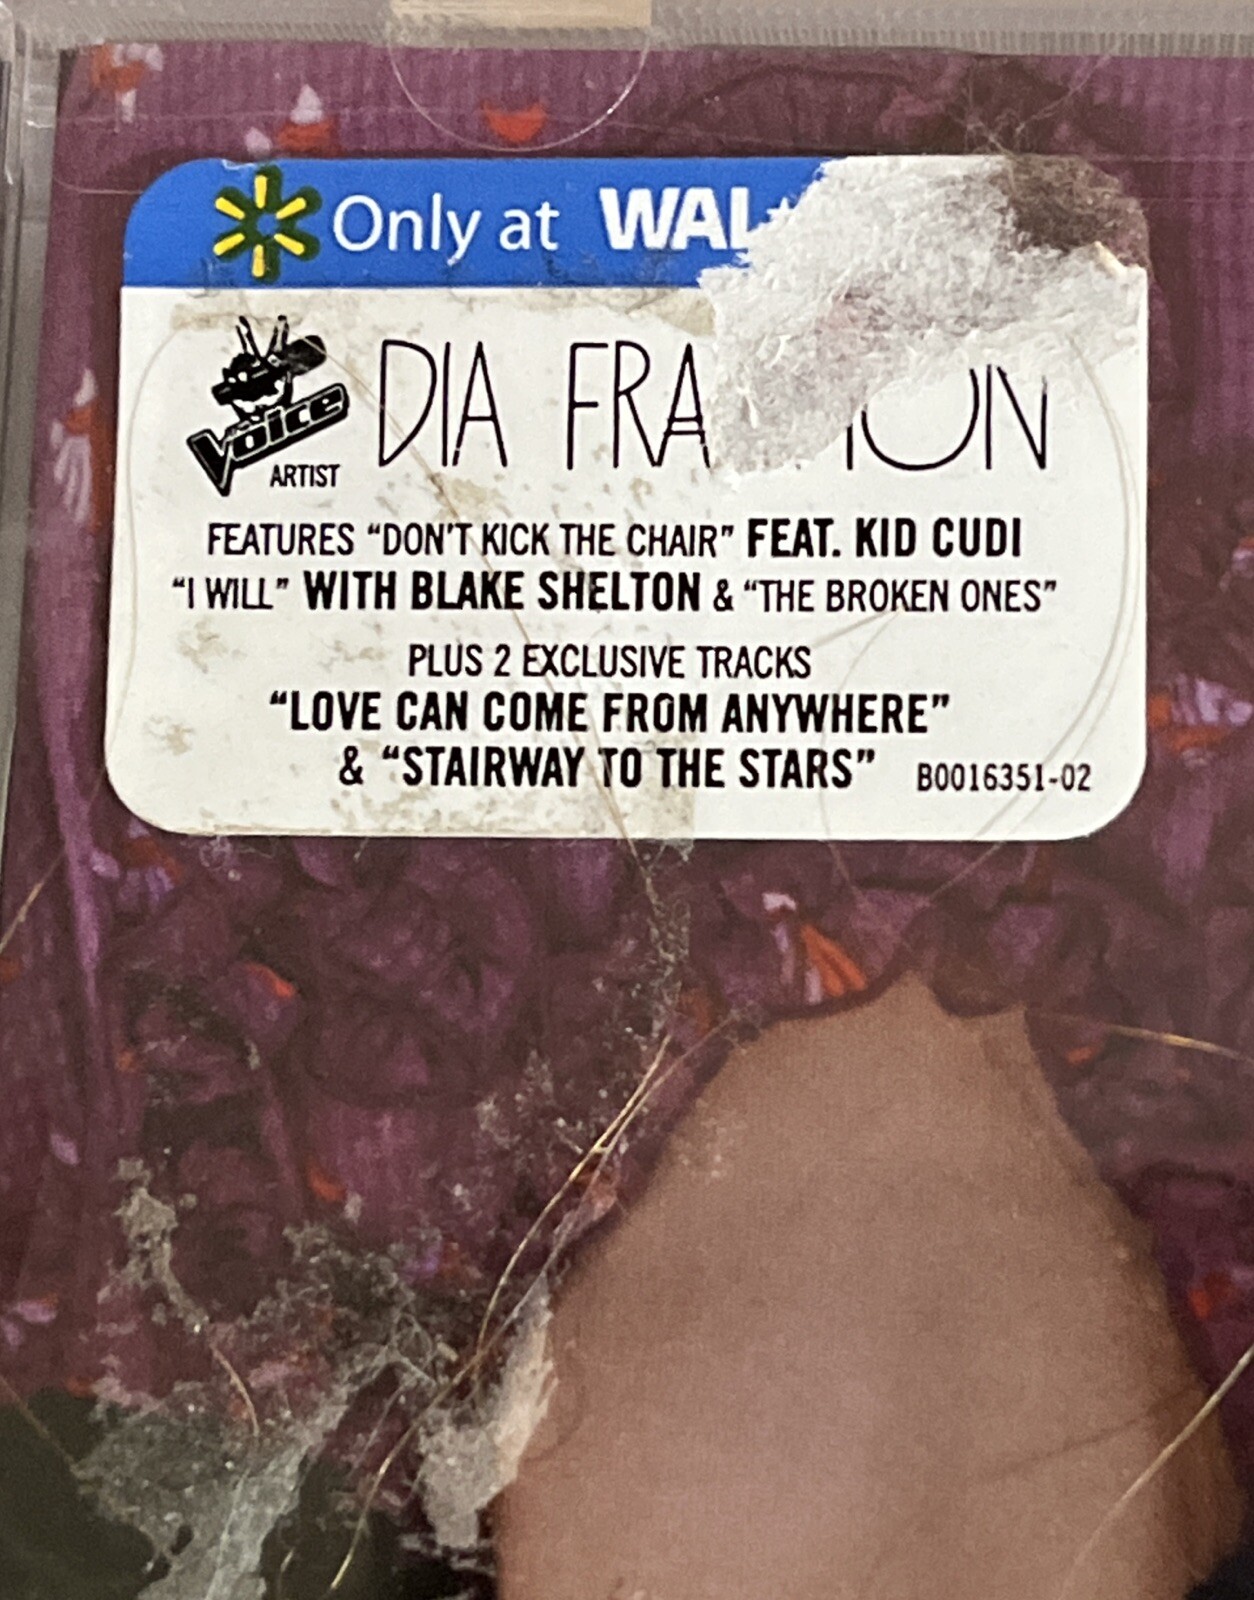 Only at WAL
Voice
ARTIST
DIA FRA
FEATURES “DON’T KICK THE CHAIR” FEAT. KID CUDI
“I WILL” WITH BLAKE SHELTON & “THE BROKEN ONES”
PLUS 2 EXCLUSIVE TRACKS
“LOVE CAN COME FROM ANYWHERE”
& “STAIRWAY TO THE STARS” B0016351-02